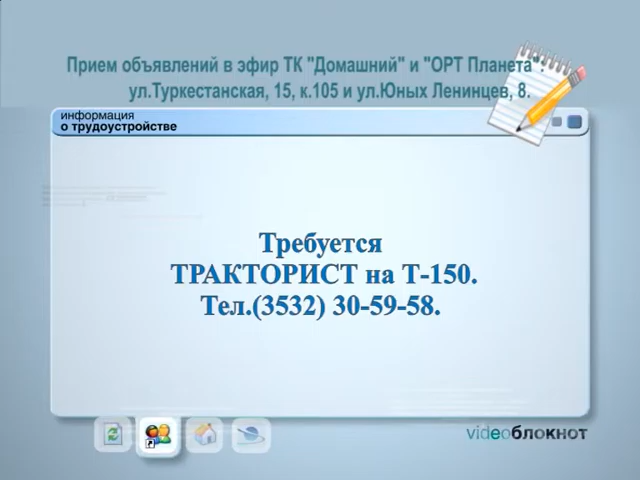 Прием объявлений в эфир ТК "Домашний" и "ОРТ Планета":
ул.Туркестанская, 15, к.105 и ул.Юных Ленинцев, 8.
информация
о трудоустройстве
Требуется
ТРАКТОРИСТ на Т-150.
Тел.(3532) 30-59-58.
videoблокнот